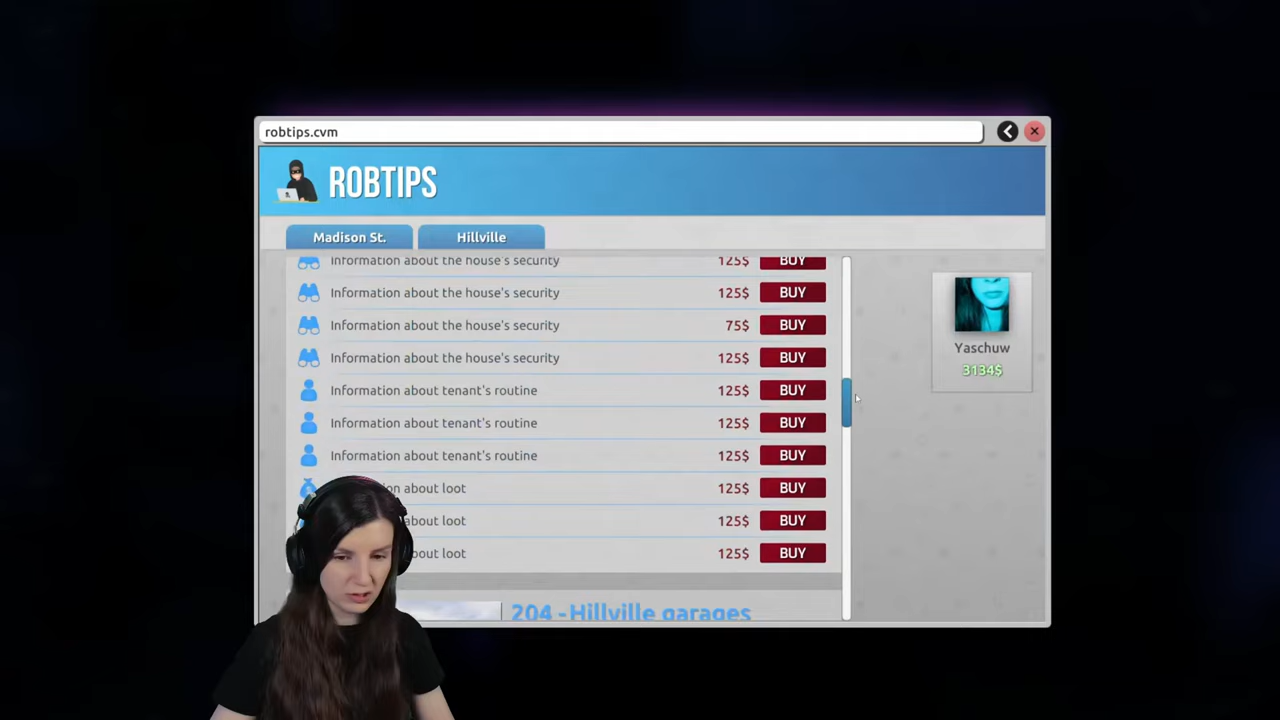 robtips.cvm
ROBTIPS
Madison St. Hillville
Information about the house's security 125$ BUY
Information about the house's security 125$ BUY
Information about the house's security 75$ BUY
Information about the house's security 125$ BUY
Information about tenant's routine 125$ BUY
Information about tenant's routine 125$ BUY
Information about tenant's routine 125$ BUY
about loot 125$ BUY
about loot 125$ BUY
about loot 125$ BUY
204 - Hillville garages
Yaschuw
3134$